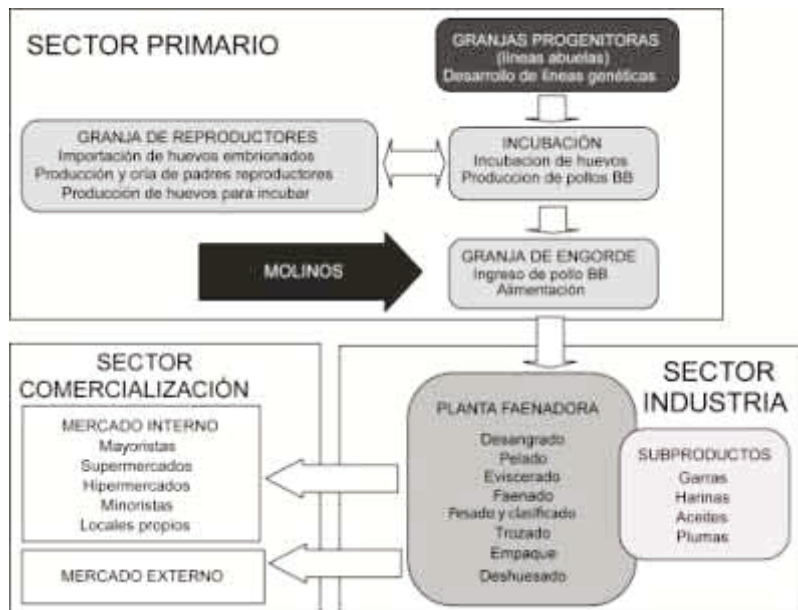 SECTOR PRIMARIO
GRANJAS PROGENITORAS
(líneas abuelas)
Desarrollo de líneas genéticas
GRANJA DE REPRODUCTORES
Importación de huevos embrionados
Producción y cría de padres reproductores
Producción de huevos para incubar
INCUBACIÓN
Incubacion de huevos
Produccion de pollos BB
MOLINOS
GRANJA DE ENGORDE
Ingreso de pollo BB
Alimentación
SECTOR
COMERCIALIZACIÓN
MERCADO INTERNO
Mayoristas
Supermercados
Hipermercados
Minoristas
Locales propios
MERCADO EXTERNO
SECTOR
INDUSTRIA
PLANTA FAENADORA
Desangrado
Pelado
Eviscerado
Faenado
Pesado y clasificado
Trozado
Empaque
Deshuesado
SUBPRODUCTOS
Garras
Harinas
Aceites
Plumas